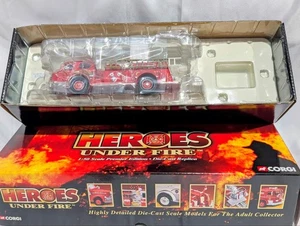 HEROES
UNDER FIRE
1:50 Scale Premier Edition • Die-Cast Replica
CORGI
HEROES
UNDER FIRE
CORGI
Highly Detailed Die-Cast Scale Models For The Adult Collector